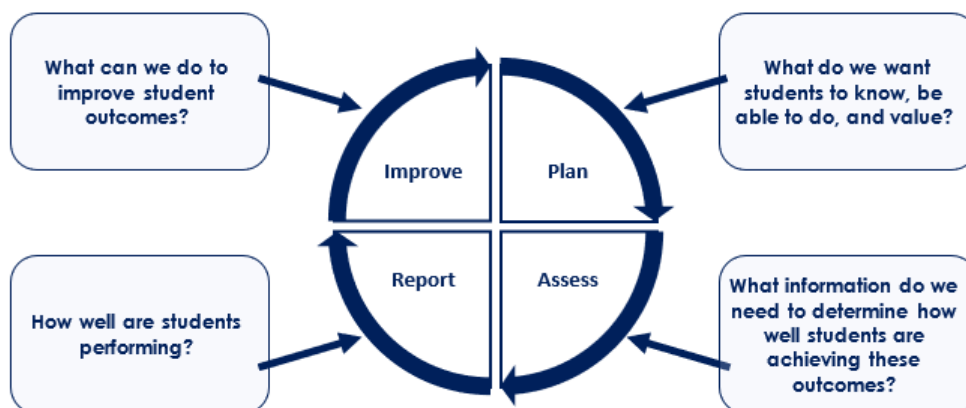 What can we do to
improve student
outcomes?
What do we want
students to know, be
able to do, and value?
Improve
Plan
Report
Assess
How well are students
performing?
What information do we
need to determine how
well students are
achieving these
outcomes?